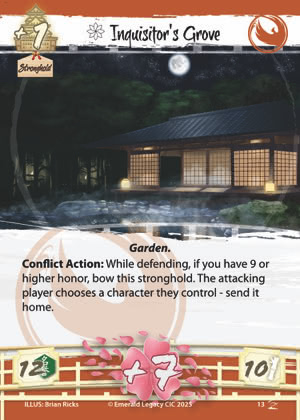 +1
Inquisitor's Grove
Stronghold
Garden.
Conflict Action: While defending, if you have 9 or
higher honor, bow this stronghold. The attacking
player chooses a character they control - send it
home.
12
+7
10
ILLUS: Brian Ricks
© Emerald Legacy CIC 2025
13